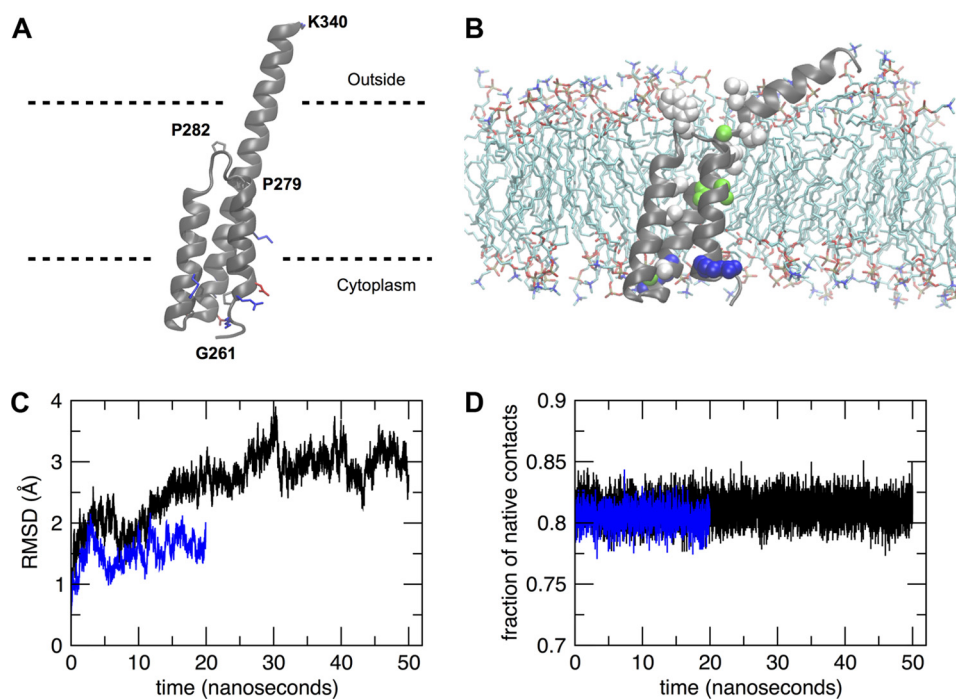 A
K340
Outside
P282
P279
Cytoplasm
G261
B
C
RMSD (Å)
4
3
2
1
0
0 10 20 30 40 50
time (nanoseconds)
D
fraction of native contacts
0.9
0.85
0.8
0.75
0.7
0 10 20 30 40 50
time (nanoseconds)